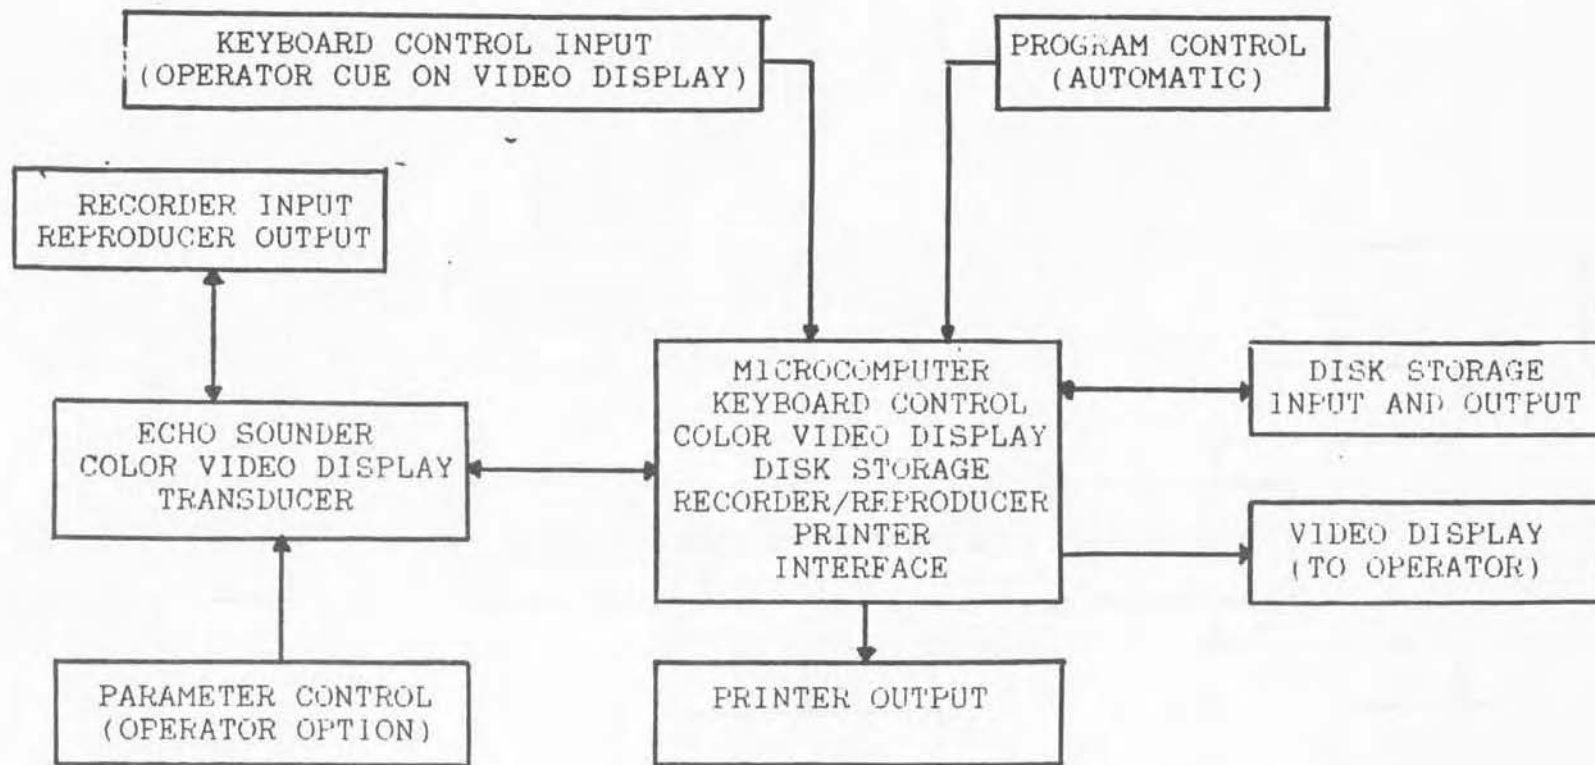 KEYBOARD CONTROL INPUT
(OPERATOR CUE ON VIDEO DISPLAY)
PROGRAM CONTROL
(AUTOMATIC)
RECORDER INPUT
REPRODUCER OUTPUT
ECHO SOUNDER
COLOR VIDEO DISPLAY
TRANSDUCER
MICROCOMPUTER
KEYBOARD CONTROL
COLOR VIDEO DISPLAY
DISK STORAGE
RECORDER/REPRODUCER
PRINTER
INTERFACE
DISK STORAGE
INPUT AND OUTPUT
VIDEO DISPLAY
(TO OPERATOR)
PARAMETER CONTROL
(OPERATOR OPTION)
PRINTER OUTPUT